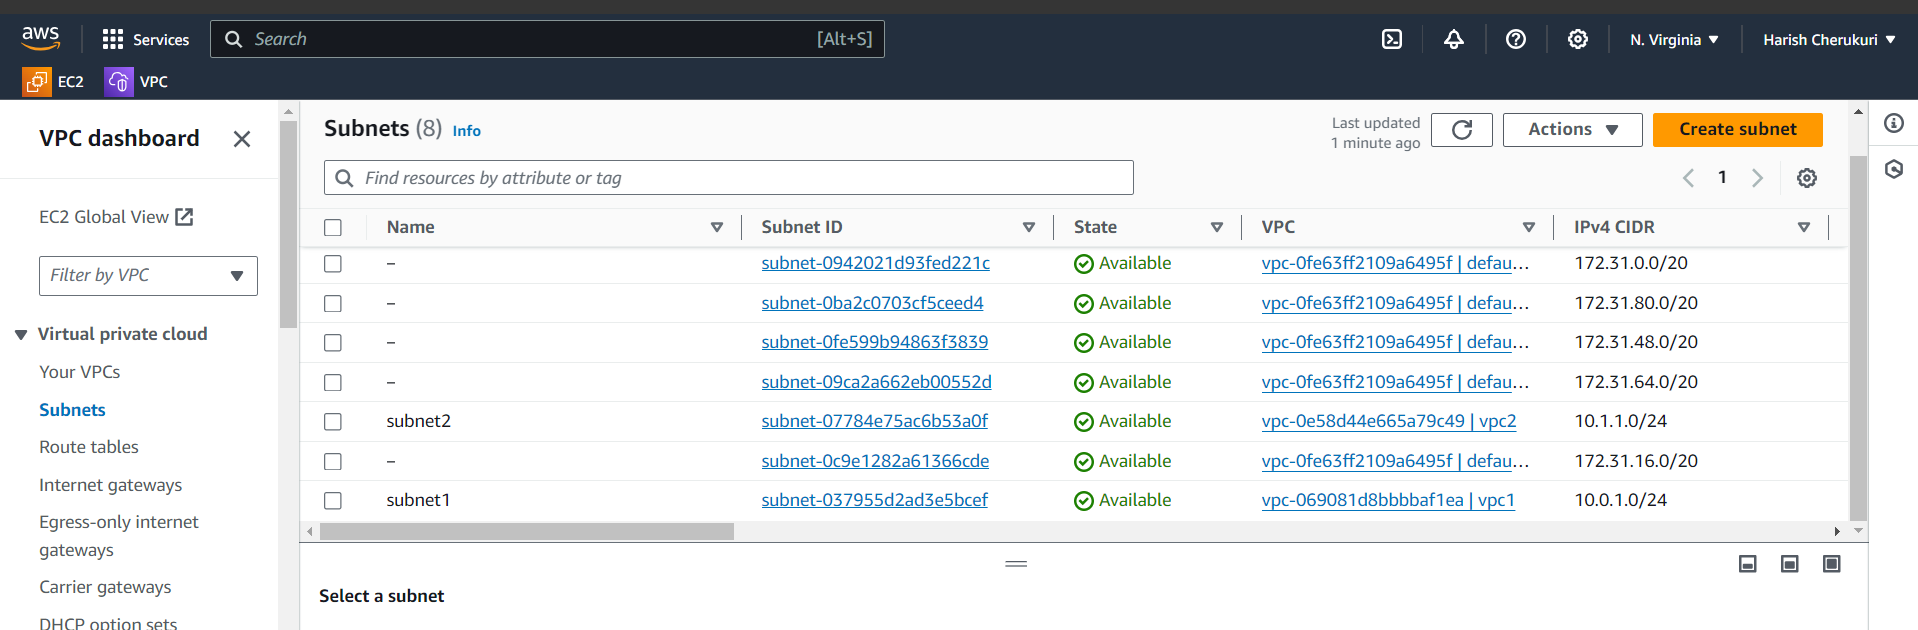 aws
Services
Search
[Alt+S]
N. Virginia
Harish Cherukuri
EC2
VPC
VPC dashboard
EC2 Global View
Filter by VPC
Virtual private cloud
Your VPCs
Subnets
Route tables
Internet gateways
Egress-only internet
gateways
Carrier gateways
DHCP option sets
Subnets (8) Info
Last updated
1 minute ago
Actions
Create subnet
Find resources by attribute or tag
1
Name Subnet ID State VPC IPv4 CIDR
– subnet-0942021d93fed221c Available vpc-0fe63ff2109a6495f | defau... 172.31.0.0/20
– subnet-0ba2c0703cf5ceed4 Available vpc-0fe63ff2109a6495f | defau... 172.31.80.0/20
– subnet-0fe599b94863f3839 Available vpc-0fe63ff2109a6495f | defau... 172.31.48.0/20
– subnet-09ca2a662eb00552d Available vpc-0fe63ff2109a6495f | defau... 172.31.64.0/20
subnet2 subnet-07784e75ac6b53a0f Available vpc-0e58d44e665a79c49 | vpc2 10.1.1.0/24
– subnet-0c9e1282a61366cde Available vpc-0fe63ff2109a6495f | defau... 172.31.16.0/20
subnet1 subnet-037955d2ad3e5bcef Available vpc-069081d8bbbbaf1ea | vpc1 10.0.1.0/24
Select a subnet